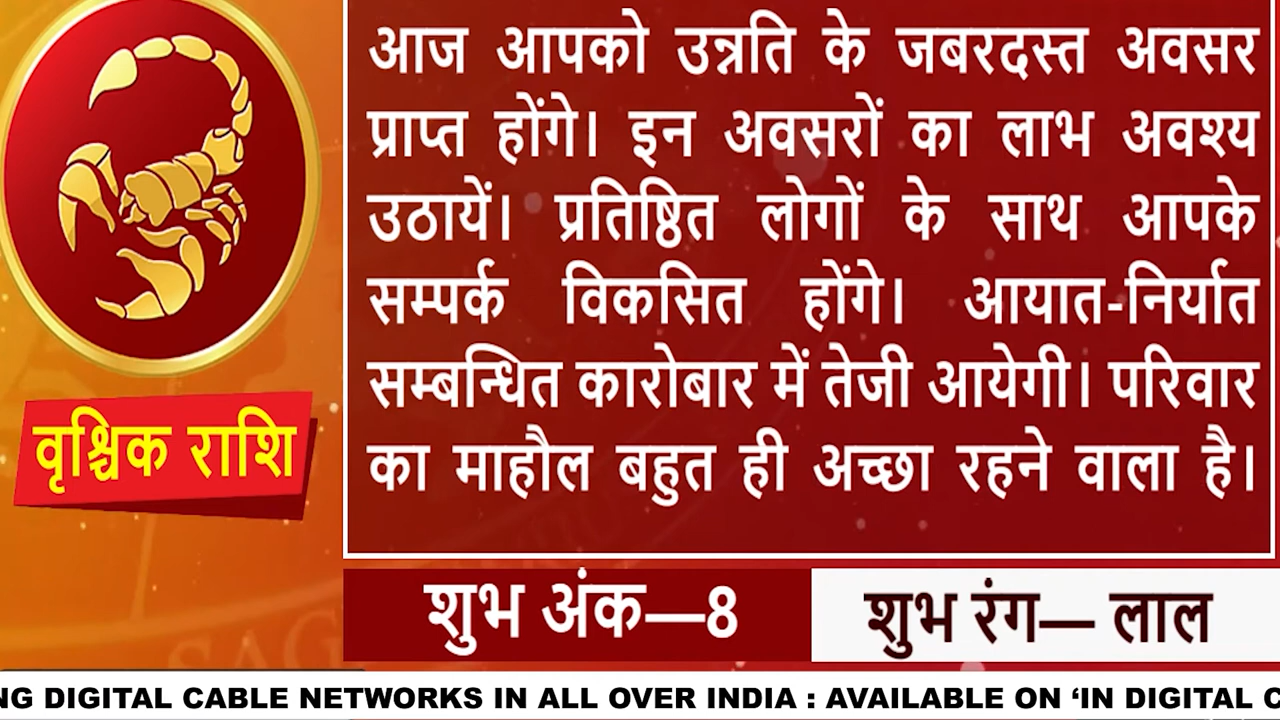 आज आपको उन्नति के जबरदस्त अवसर
प्राप्त होंगे। इन अवसरों का लाभ अवश्य
उठायें। प्रतिष्ठित लोगों के साथ आपके
सम्पर्क विकसित होंगे। आयात-निर्यात
सम्बन्धित कारोबार में तेजी आयेगी। परिवार
का माहौल बहुत ही अच्छा रहने वाला है।
वृश्चिक राशि
शुभ अंक—8
शुभ रंग— लाल
NG DIGITAL CABLE NETWORKS IN ALL OVER INDIA : AVAILABLE ON ‘IN DIGITAL C